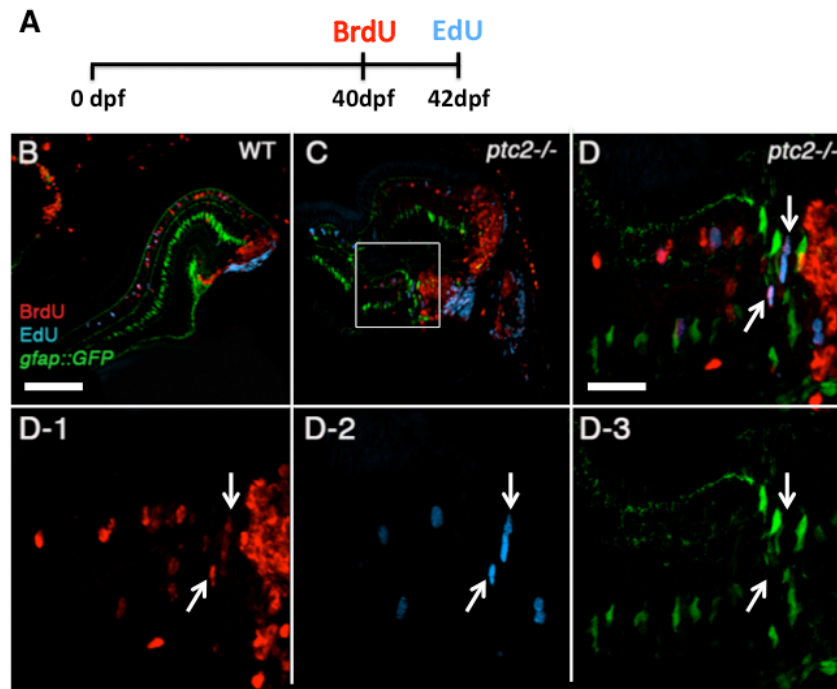 A
BrdU EdU
0 dpf 40dpf 42dpf
B WT
BrdU
EdU
gfap::GFP
C ptc2-/-
D ptc2-/-
D-1
D-2
D-3